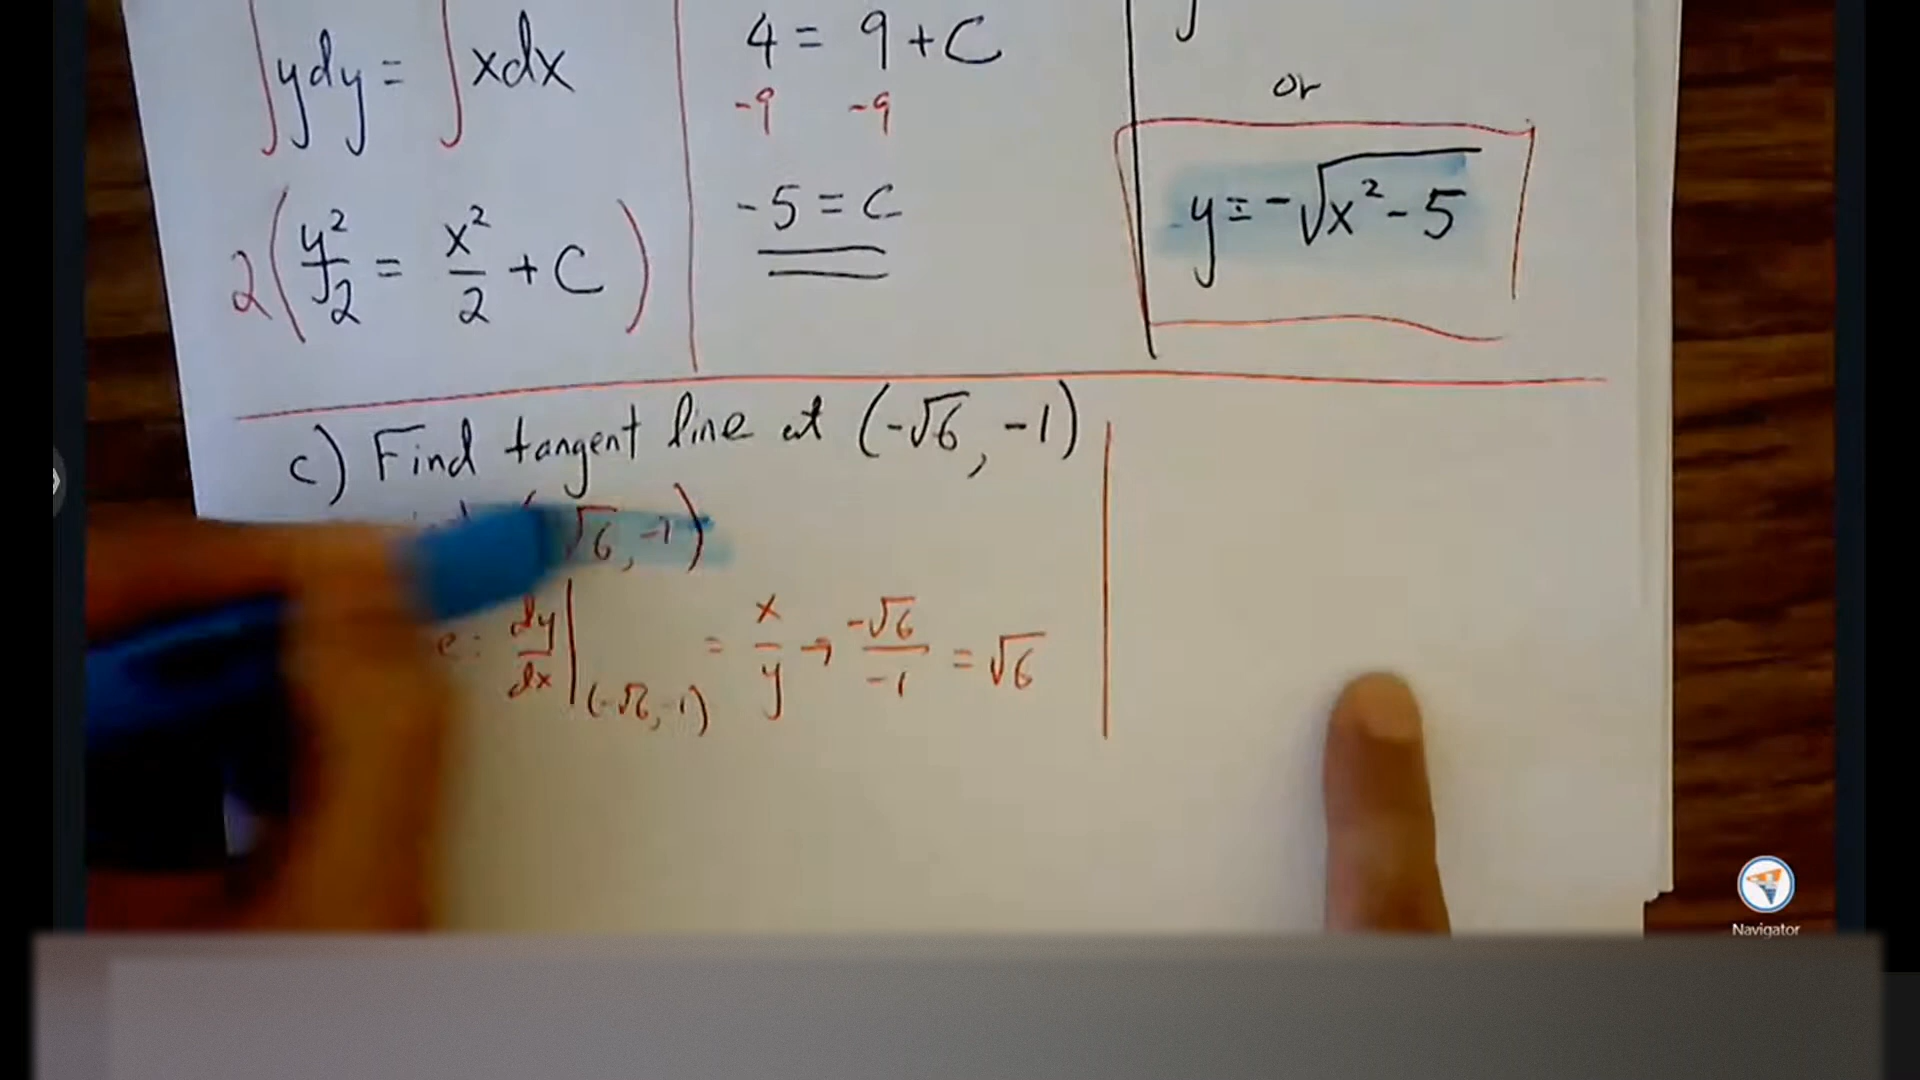 ∫ydy = ∫xdx
2(y²/2 = x²/2 + C)
4 = 9 + C
-9 -9
-5 = C
or
y = -√(x² - 5)
c) Find tangent line at (-√6, -1)
√6, -1)
e: dy/dx |(-√6, -1) = x/y → -√6/-1 = √6
Navigator